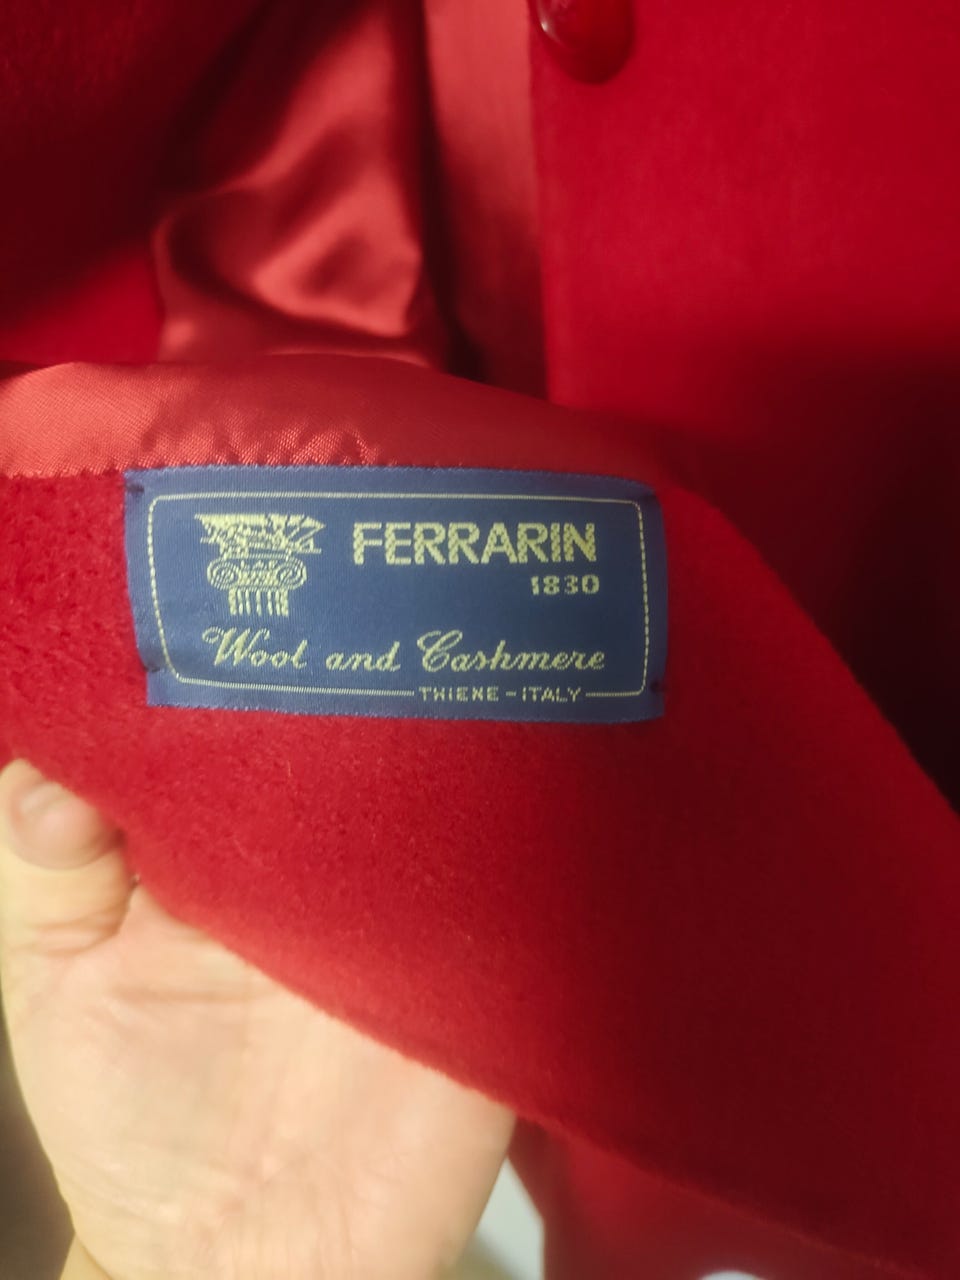 FERRARIN
1830
Wool and Cashmere
THIENE - ITALY